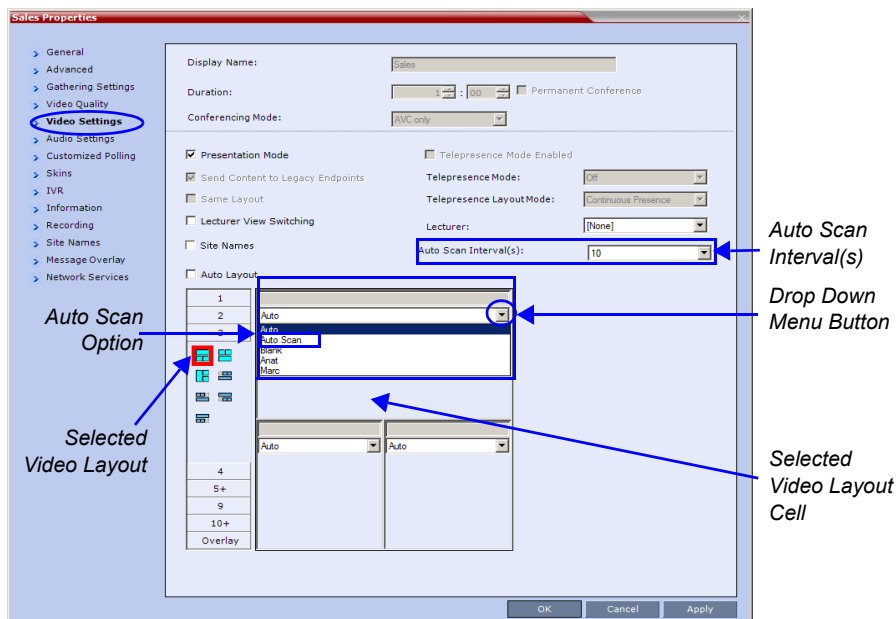 Sales Properties
General
Advanced
Gathering Settings
Video Quality
Video Settings
Audio Settings
Customized Polling
Skins
IVR
Information
Recording
Site Names
Message Overlay
Network Services
Display Name: Sales
Duration: 1 : 00 Permanent Conference
Conferencing Mode: AVC only
Presentation Mode
Telepresence Mode Enabled
Send Content to Legacy Endpoints
Telepresence Mode: Off
Same Layout
Telepresence Layout Mode: Continuous Presence
Lecturer View Switching
Lecturer: [None]
Site Names
Auto Scan Interval(s): 10
Auto Layout
1
2
3
Auto
Auto
Auto Scan
Blank
Anat
Marc
Auto
Auto
4
5+
9
10+
Overlay
OK
Cancel
Apply
Auto Scan
Interval(s)
Drop Down
Menu Button
Auto Scan
Option
Selected
Video Layout
Selected
Video Layout
Cell